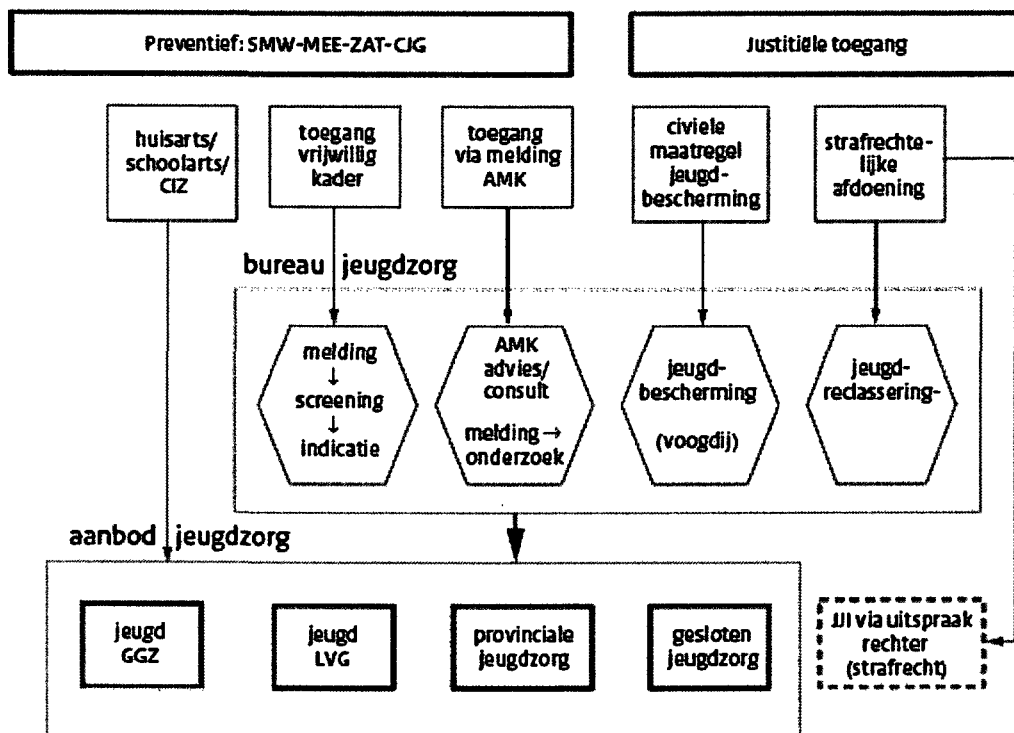 Preventief: SMW-MEE-ZAT-CJG
Justitiële toegang
huisarts/
schoolarts/
CIZ
toegang
vrijwillig
kader
toegang
via melding
AMK
civiele
maatregel
jeugd-
bescherming
strafrechte-
lijke
afdoening
bureau jeugdzorg
melding
↓
screening
↓
indicatie
AMK
advies/
consult
melding →
onderzoek
jeugd-
bescherming
(voogdij)
jeugd-
reclassering-
aanbod jeugdzorg
jeugd
GGZ
jeugd
LVG
provinciale
jeugdzorg
gesloten
jeugdzorg
JJI via uitspraak
rechter
(strafrecht)